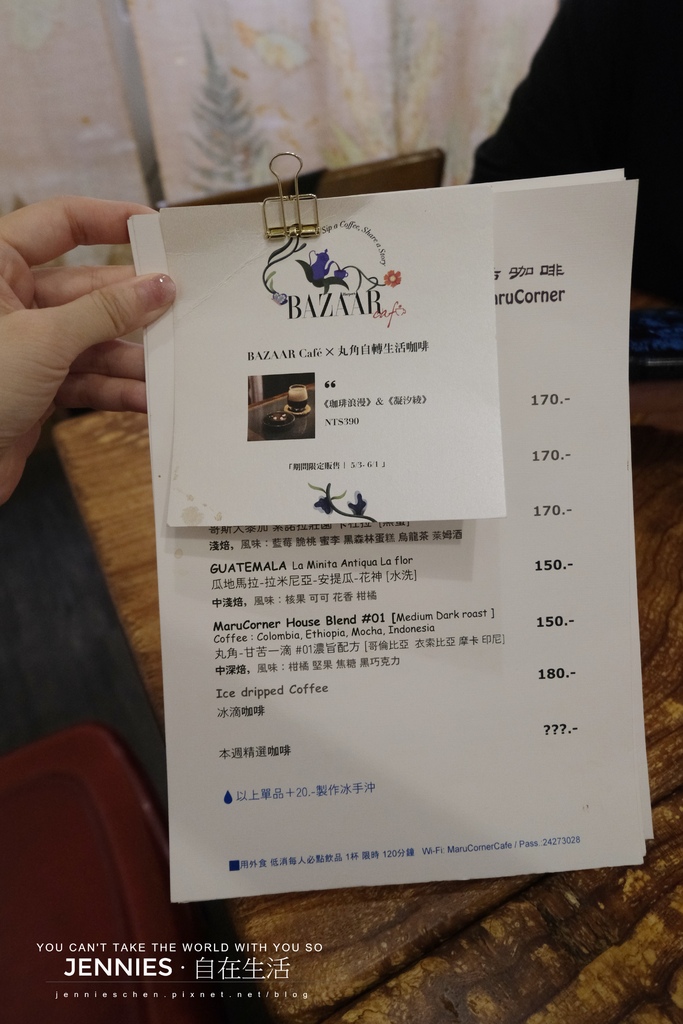 Sip a Coffee, Share a Story
BAZAAR
café
BAZAAR Café × 丸角自轉生活咖啡
《珈琲浪漫》&《凝汐綾》
NT$390
「期間限定販售 | 5/3- 6/1 」
咖啡
aruCorner
170.-
170.-
170.-
淺焙，風味：藍莓 脆桃 蜜李 黑森林蛋糕 烏龍茶 萊姆酒
GUATEMALA La Minita Antiqua La flor
150.-
瓜地馬拉-拉米尼亞-安提瓜-花神 [水洗]
中淺焙，風味：核果 可可 花香 柑橘
MaruCorner House Blend #01 [Medium Dark roast ]
150.-
Coffee : Colombia, Ethiopia, Mocha, Indonesia
丸角-甘苦一滴 #01濃旨配方 [哥倫比亞 衣索比亞 摩卡 印尼]
中深焙，風味：柑橘 堅果 焦糖 黑巧克力
Ice dripped Coffee
180.-
冰滴咖啡
???.-
本週精選咖啡
以上單品＋20.-製作冰手沖
用外食 低消每人必點飲品 1杯 限時 120分鐘 Wi-Fi: MaruCornerCafe / Pass..24273028
YOU CAN'T TAKE THE WORLD WITH YOU SO
JENNIES · 自在生活
jennieschen.pixnet.net/blog